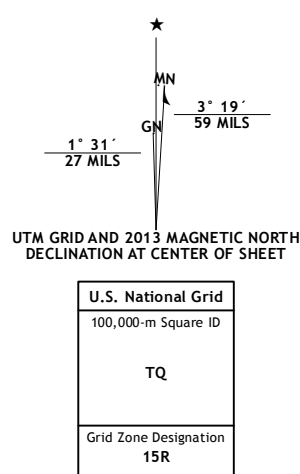 MN
3° 19´
59 MILS
GN
1° 31´
27 MILS
UTM GRID AND 2013 MAGNETIC NORTH
DECLINATION AT CENTER OF SHEET
U.S. National Grid
100,000-m Square ID
TQ
Grid Zone Designation
15R